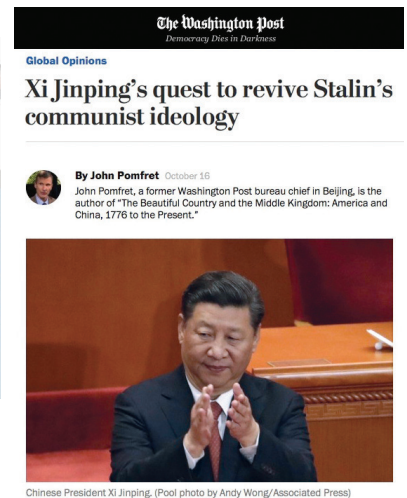 The Washington Post
Democracy Dies in Darkness
Global Opinions
Xi Jinping’s quest to revive Stalin’s
communist ideology
By John Pomfret October 16
John Pomfret, a former Washington Post bureau chief in Beijing, is the
author of “The Beautiful Country and the Middle Kingdom: America and
China, 1776 to the Present.”
Chinese President Xi Jinping. (Pool photo by Andy Wong/Associated Press)